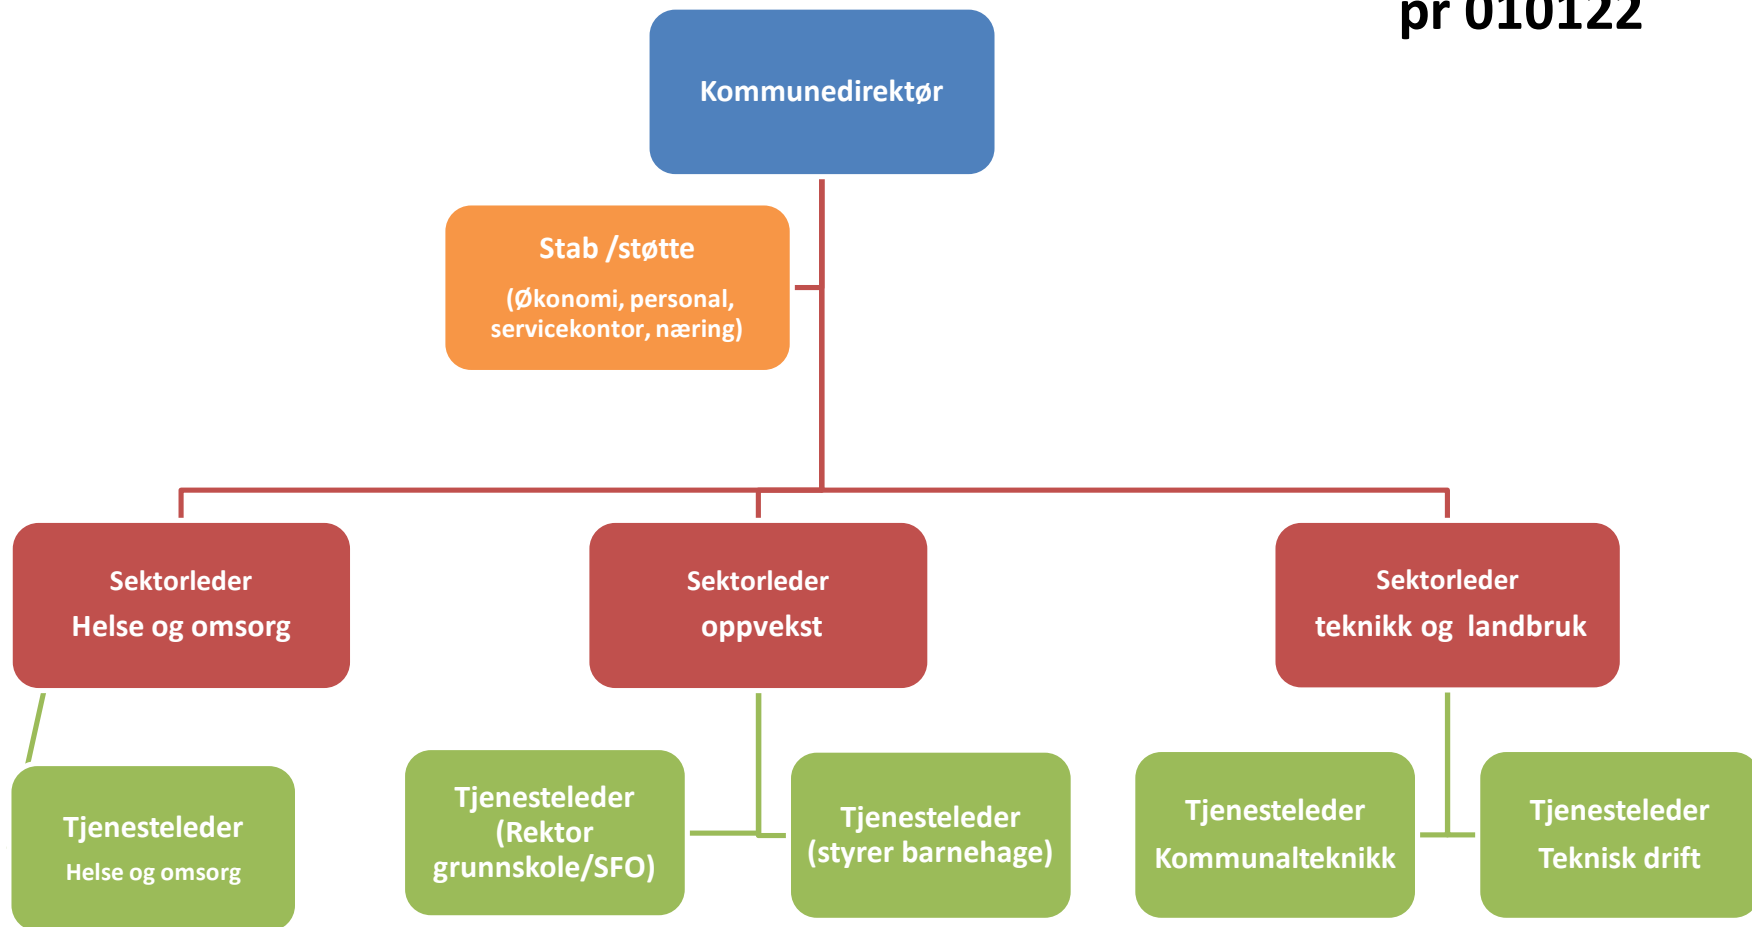 pr 010122
Kommunedirektør
Stab /støtte
(Økonomi, personal,
servicekontor, næring)
Sektorleder
Helse og omsorg
Sektorleder
oppvekst
Sektorleder
teknikk og landbruk
Tjenesteleder
Helse og omsorg
Tjenesteleder
(Rektor
grunnskole/SFO)
Tjenesteleder
(styrer barnehage)
Tjenesteleder
Kommunalteknikk
Tjenesteleder
Teknisk drift